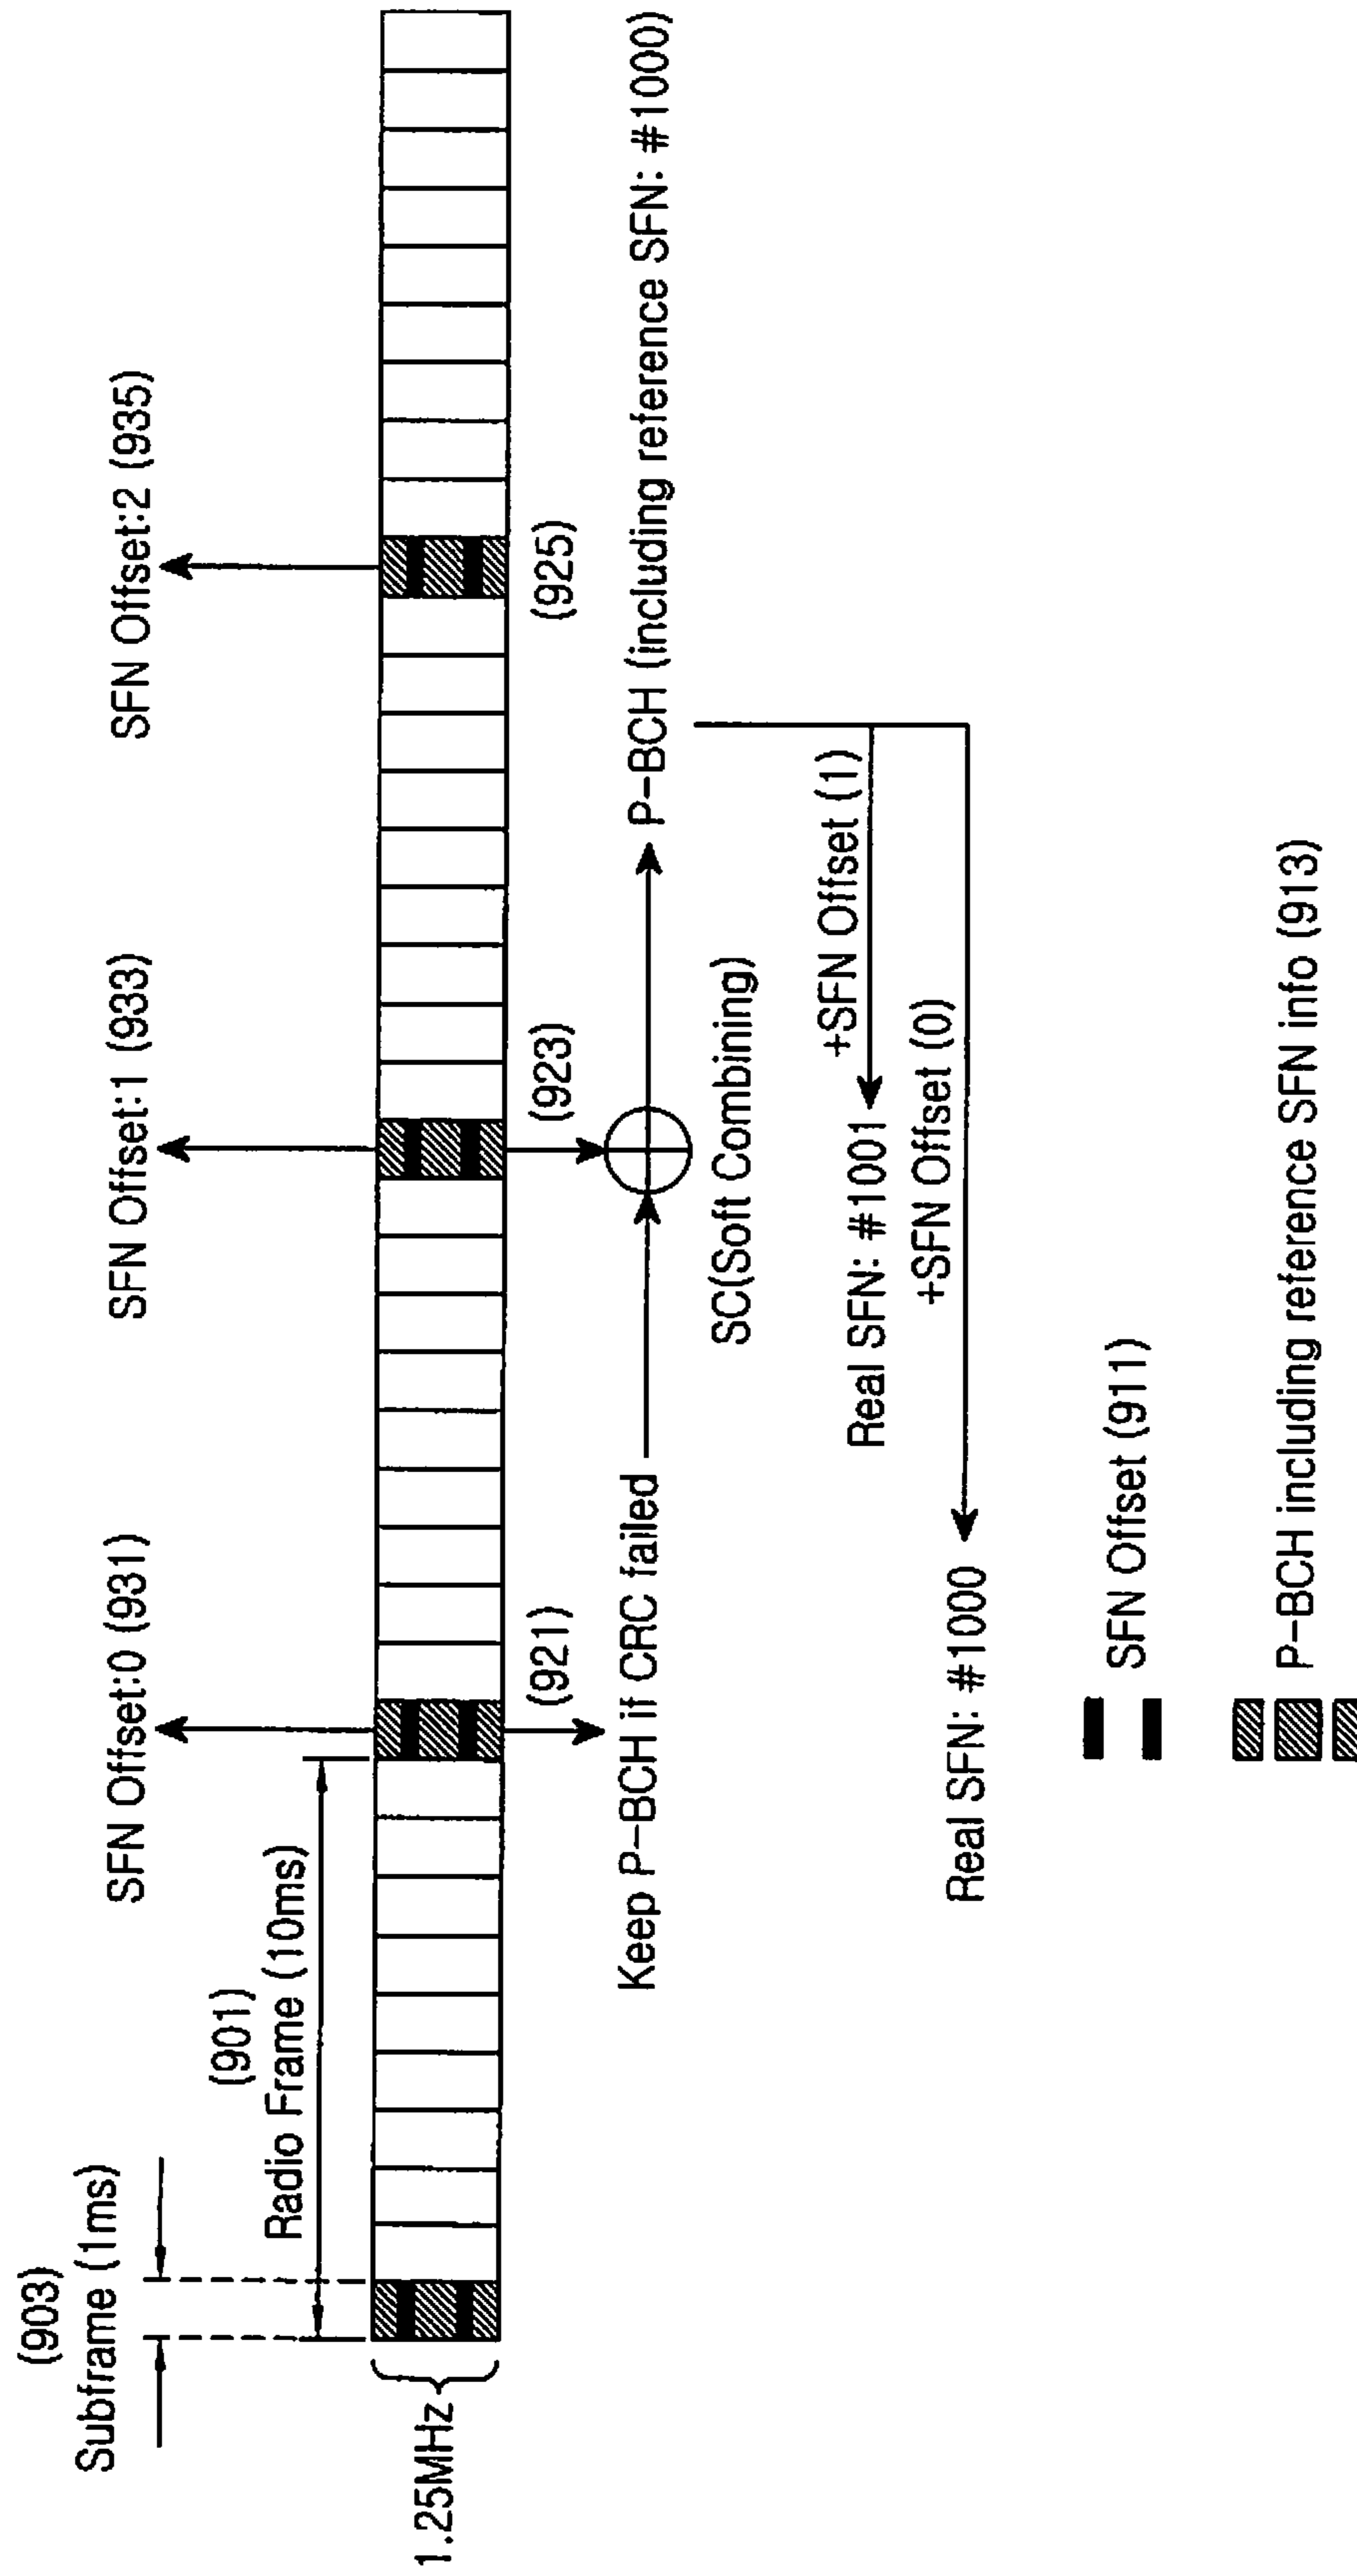 (903)
Subframe (1ms)
(901)
Radio Frame (10ms)
1.25MHz
SFN Offset:0 (931)
SFN Offset:1 (933)
SFN Offset:2 (935)
(921)
(923)
(925)
Keep P-BCH if CRC failed
P-BCH (including reference SFN: #1000)
SC(Soft Combining)
+SFN Offset (1)
Real SFN: #1001
+SFN Offset (0)
Real SFN: #1000
SFN Offset (911)
P-BCH including reference SFN info (913)